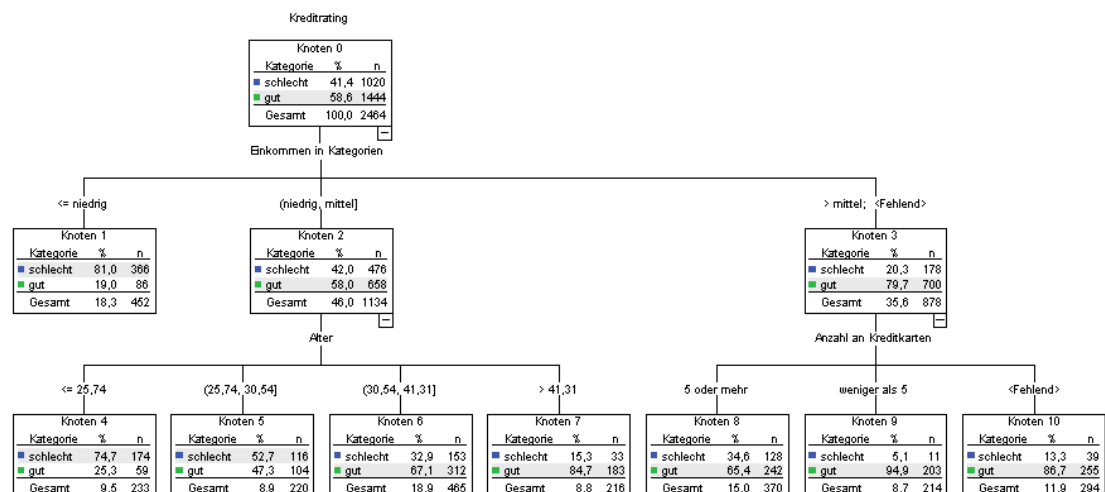 Kreditrating
Knoten 0
Kategorie % n
schlecht 41,4 1020
gut 58,6 1444
Gesamt 100,0 2464
Einkommen in Kategorien
<= niedrig
(niedrig, mittel]
> mittel; <Fehlend>
Knoten 1
Kategorie % n
schlecht 81,0 366
gut 19,0 86
Gesamt 18,3 452
Knoten 2
Kategorie % n
schlecht 42,0 476
gut 58,0 658
Gesamt 46,0 1134
Knoten 3
Kategorie % n
schlecht 20,3 178
gut 79,7 700
Gesamt 35,6 878
Alter
Anzahl an Kreditkarten
<= 25,74
(25,74, 30,54]
(30,54, 41,31]
> 41,31
5 oder mehr
weniger als 5
<Fehlend>
Knoten 4
Kategorie % n
schlecht 74,7 174
gut 25,3 59
Gesamt 9,5 233
Knoten 5
Kategorie % n
schlecht 52,7 116
gut 47,3 104
Gesamt 8,9 220
Knoten 6
Kategorie % n
schlecht 32,9 153
gut 67,1 312
Gesamt 18,9 465
Knoten 7
Kategorie % n
schlecht 15,3 33
gut 84,7 183
Gesamt 8,8 216
Knoten 8
Kategorie % n
schlecht 34,6 128
gut 65,4 242
Gesamt 15,0 370
Knoten 9
Kategorie % n
schlecht 5,1 11
gut 94,9 203
Gesamt 8,7 214
Knoten 10
Kategorie % n
schlecht 13,3 39
gut 86,7 255
Gesamt 11,9 294